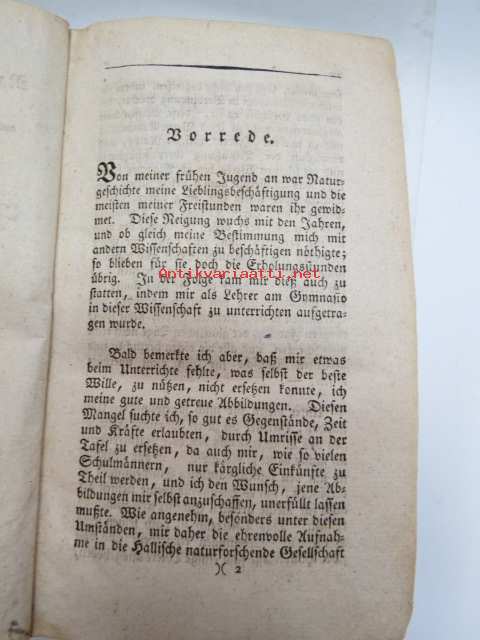 Vorrede.
Von meiner frühen Jugend an war Natur-
geschichte meine Lieblingsbeschäftigung und die
meisten meiner Freistunden waren ihr gewid-
met. Diese Neigung wuchs mit den Jahren,
und ob gleich meine Bestimmung mich mit
andern Wissenschaften zu beschäftigen nöthigte;
so blieben für sie doch die Erholungsstunden
übrig. In der Folge kam mir dieß auch zu
Antikvariaatti.net
statten, indem mir als Lehrer am Gymnasio
in dieser Wissenschaft zu unterrichten aufgetra-
gen wurde.
Bald bemerkte ich aber, daß mir etwas
beim Unterrichte fehlte, was selbst der beste
Wille, zu nützen, nicht ersetzen konnte, ich
meine gute und getreue Abbildungen. Diesen
Mangel suchte ich, so gut es Gegenstände, Zeit
und Kräfte erlaubten, durch Umrisse an der
Tafel zu ersetzen, da auch mir, wie so vielen
Schulmännern, nur kärgliche Einkünfte zu
Theil werden, und ich den Wunsch, jene Ab-
bildungen mir selbst anzuschaffen, unerfüllt lassen
mußte. Wie angenehm, besonders unter diesen
Umständen, mir daher die ehrenvolle Aufnah-
me in die Hallische naturforschende Gesellschaft
)( 2